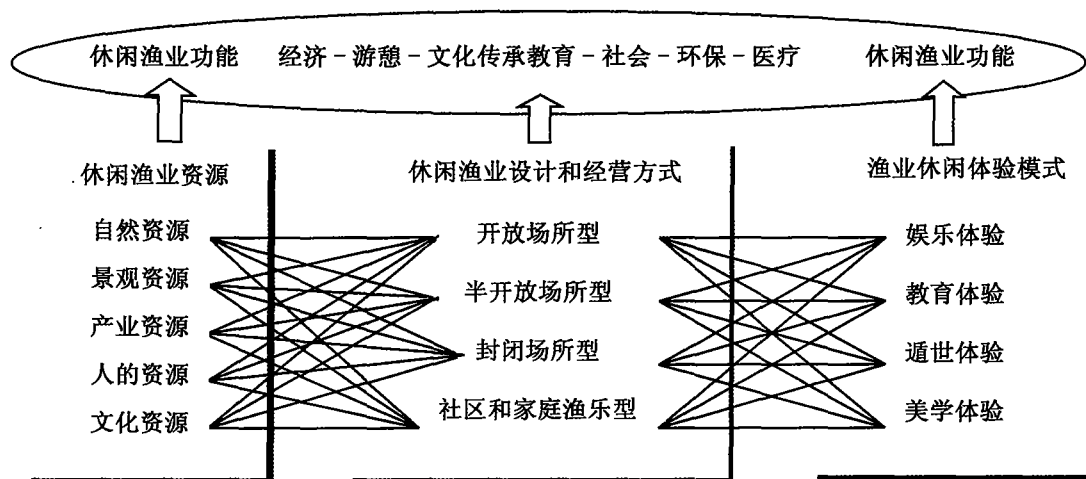 休闲渔业功能 经济－游憩－文化传承教育－社会－环保－医疗 休闲渔业功能
休闲渔业资源 休闲渔业设计和经营方式 渔业休闲体验模式
自然资源 开放场所型 娱乐体验
景观资源 半开放场所型 教育体验
产业资源 封闭场所型 遁世体验
人的资源 社区和家庭渔乐型 美学体验
文化资源